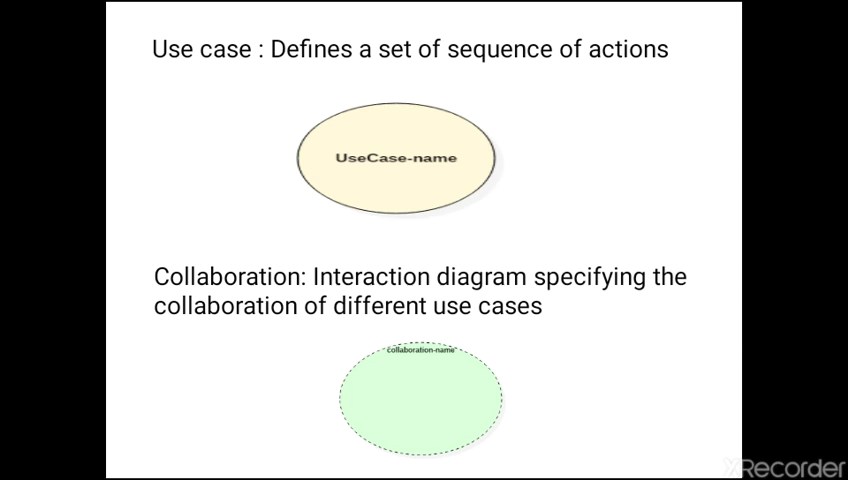 Use case : Defines a set of sequence of actions
UseCase-name
Collaboration: Interaction diagram specifying the
collaboration of different use cases
collaboration-name"
XRecorder